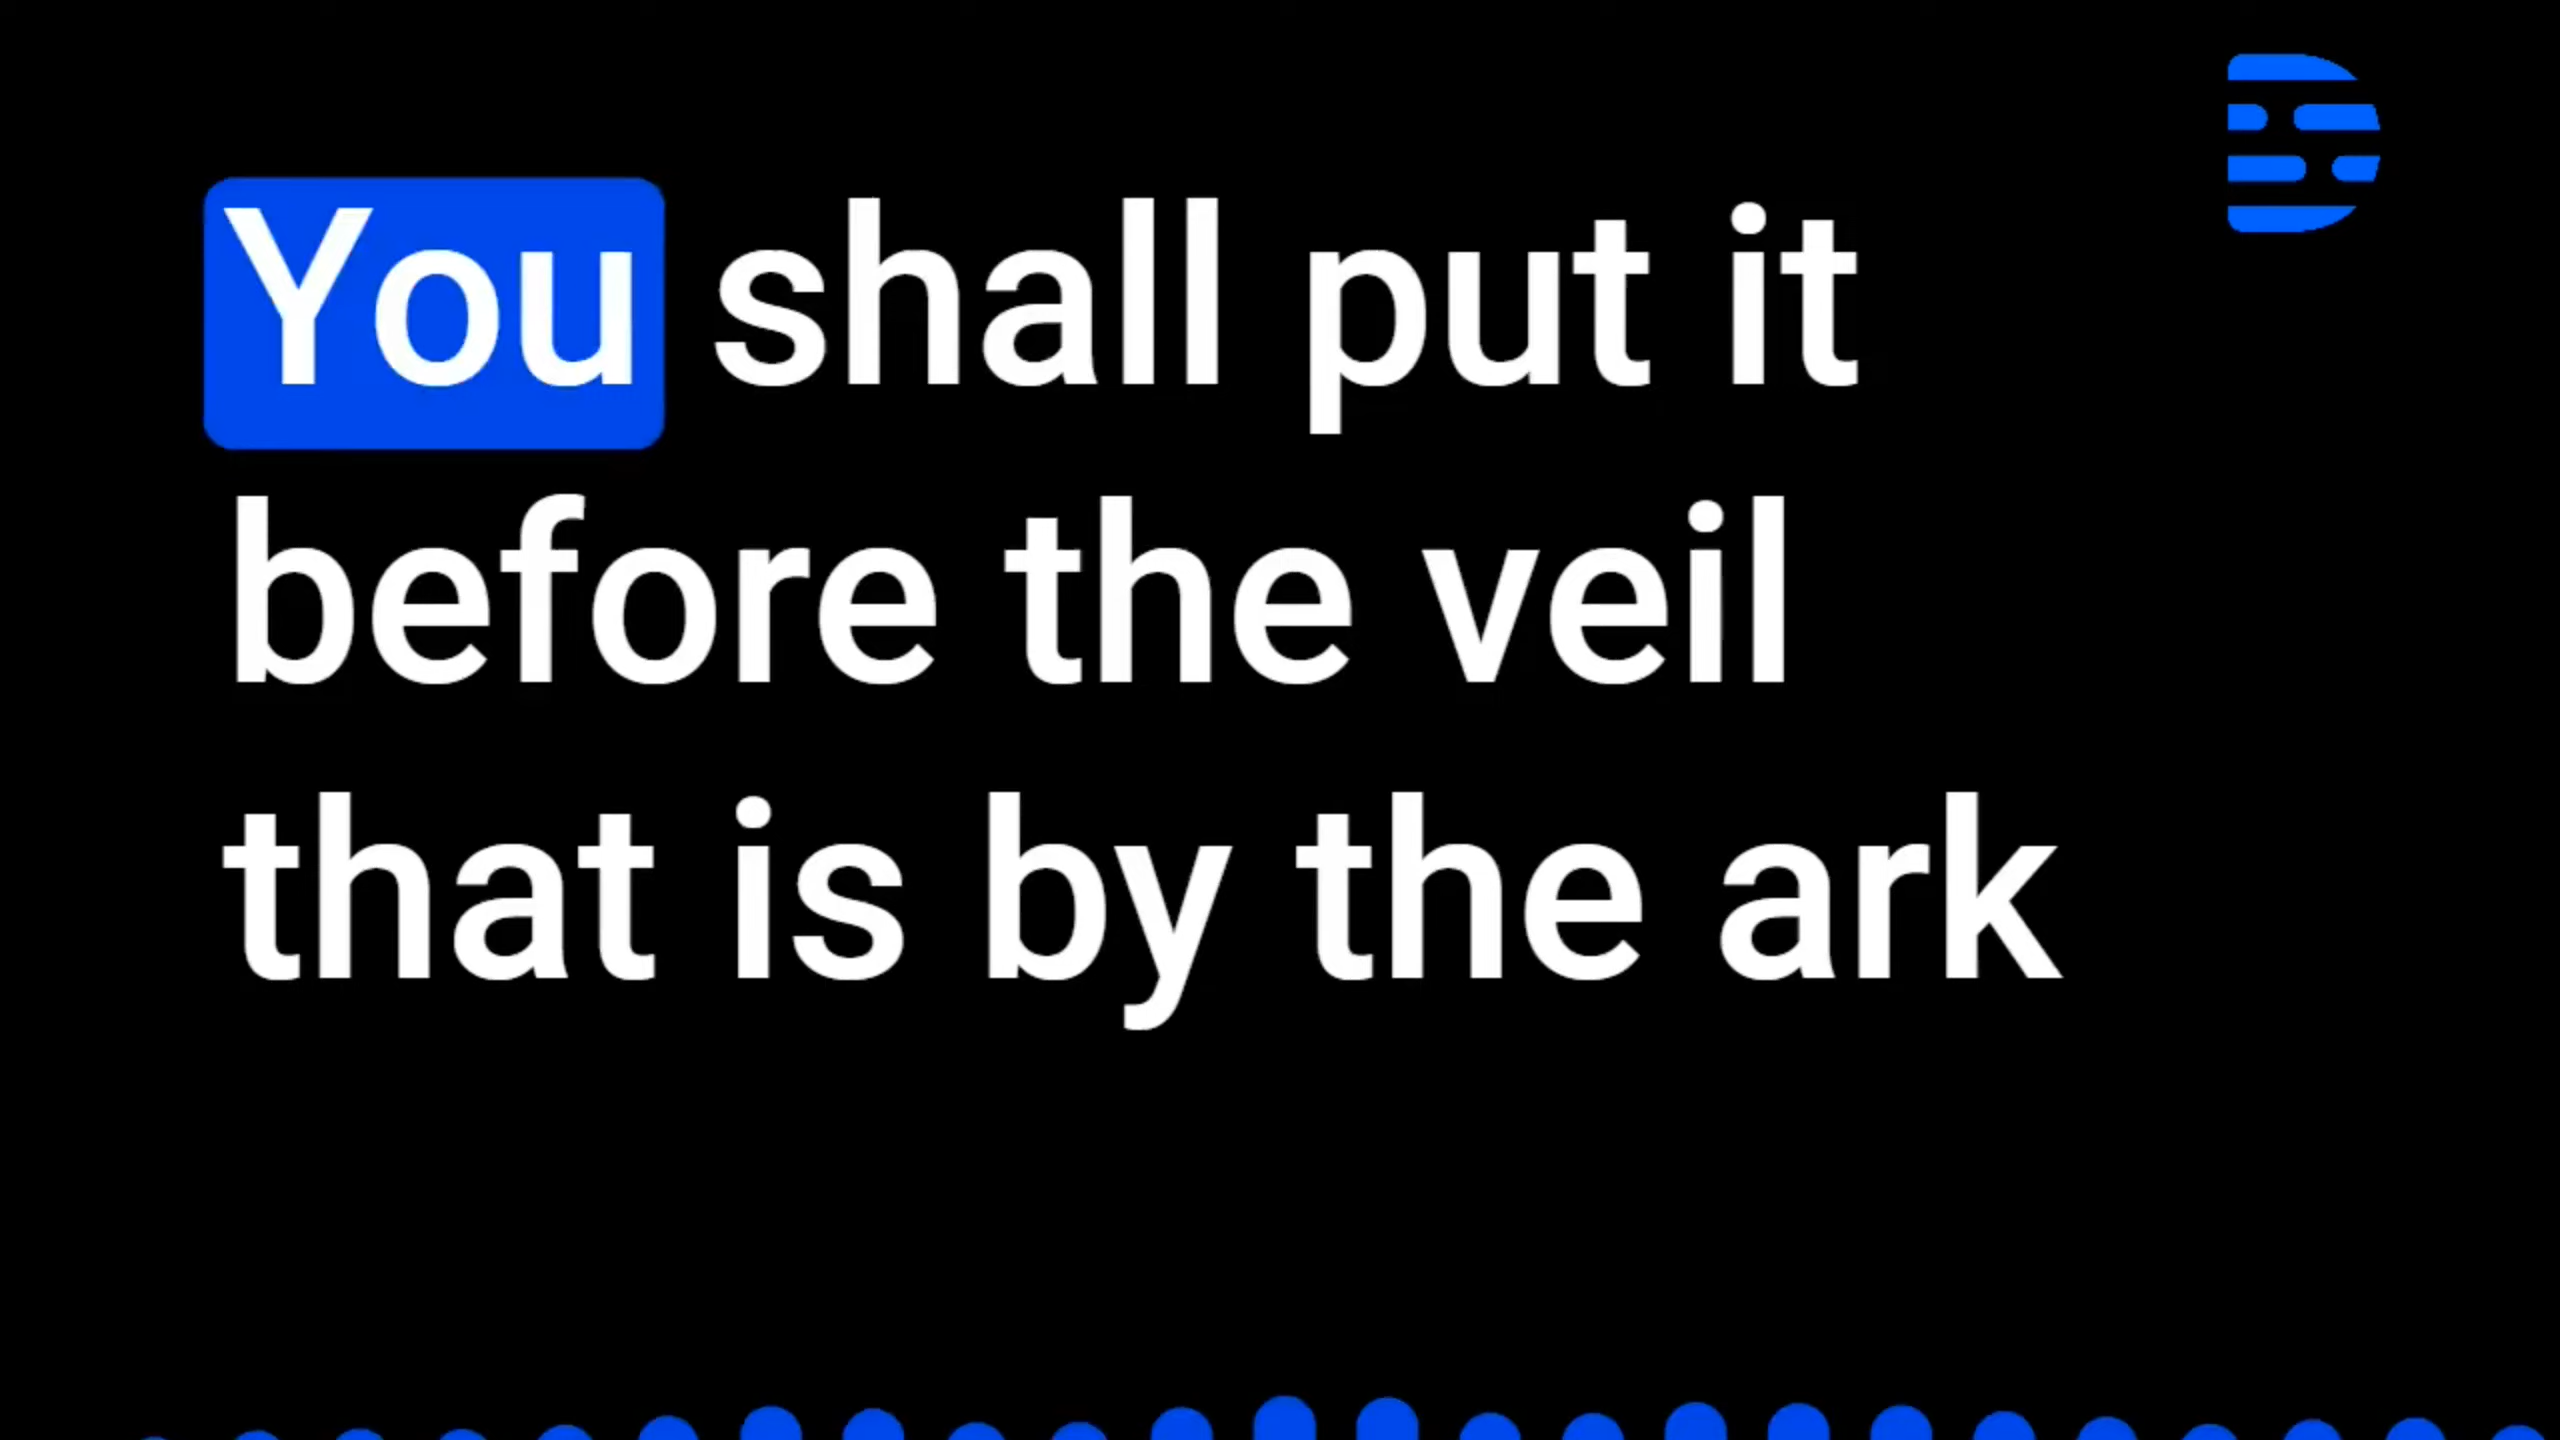 You shall put it
before the veil
that is by the ark